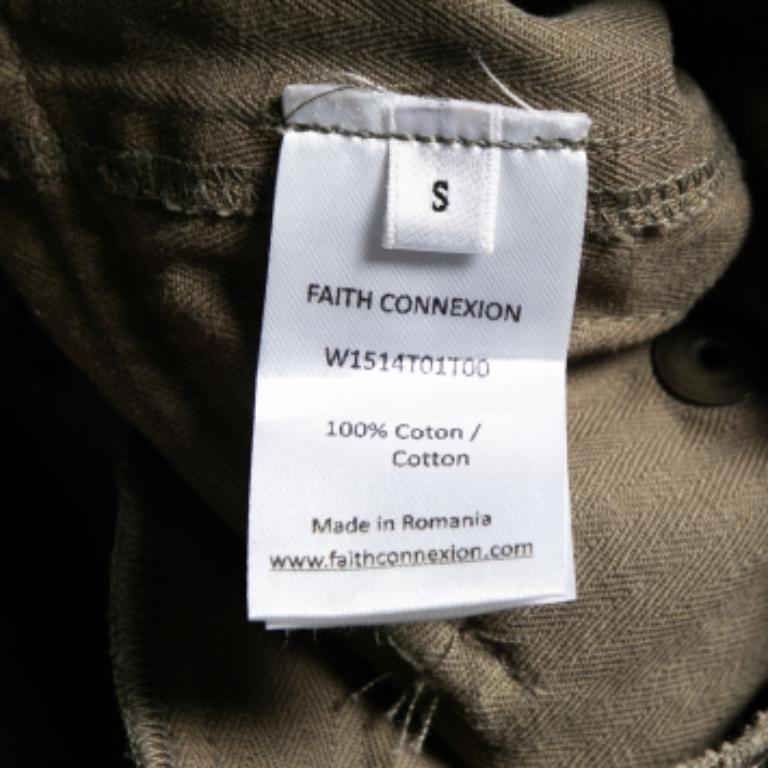 S
FAITH CONNEXION
W1514T01T00
100% Coton /
Cotton
Made in Romania
www.faithconnexion.com